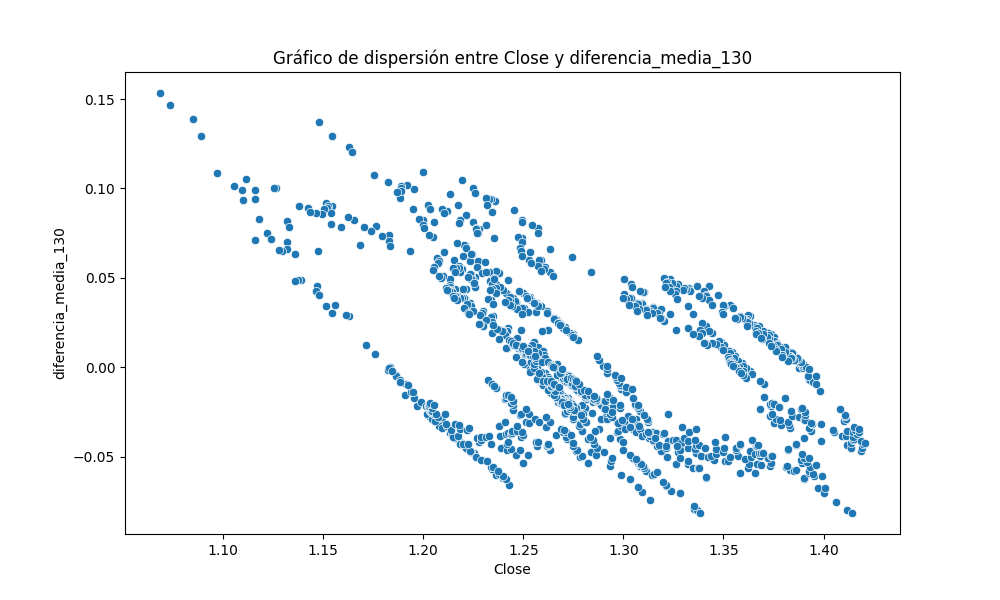 Gráfico de dispersión entre Close y diferencia_media_130
0.15
0.10
0.05
0.00
−0.05
diferencia_media_130
1.10 1.15 1.20 1.25 1.30 1.35 1.40
Close